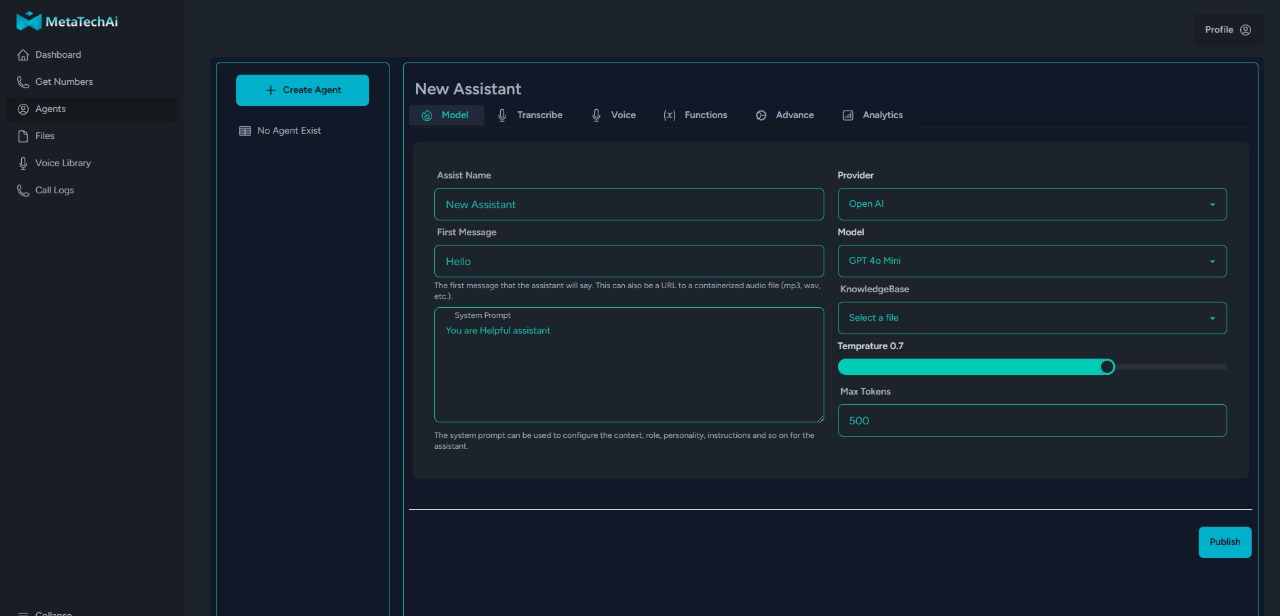 MetaTechAi
Profile
Dashboard
Get Numbers
Agents
Files
Voice Library
Call Logs
Collapse
Create Agent
No Agent Exist
New Assistant
Model
Transcribe
Voice
Functions
Advance
Analytics
Assist Name
New Assistant
First Message
Hello
The first message that the assistant will say. This can also be a URL to a containerized audio file (mp3, wav,
etc.).
System Prompt
You are Helpful assistant
The system prompt can be used to configure the context, role, personality, instructions and so on for the
assistant.
Provider
Open AI
Model
GPT 4o Mini
KnowledgeBase
Select a file
Temprature 0.7
Max Tokens
500
Publish